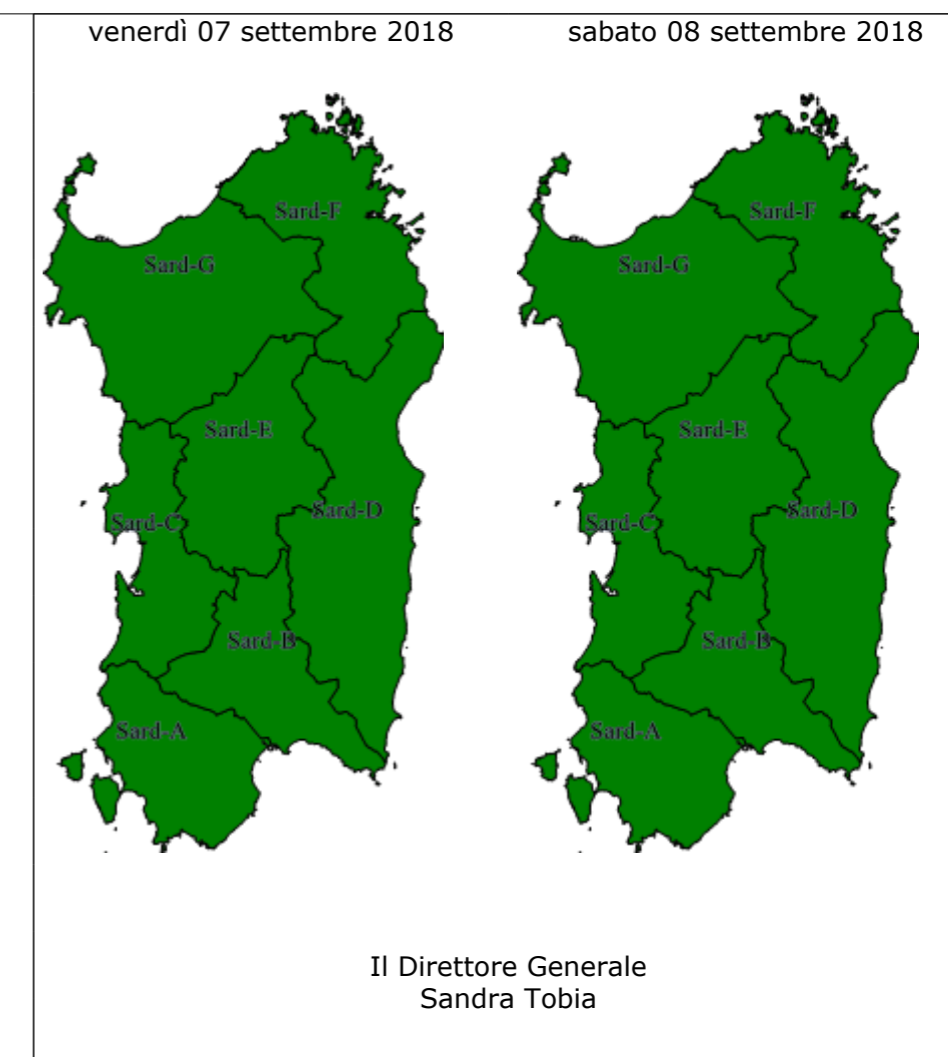 venerdì 07 settembre 2018
sabato 08 settembre 2018
Sard-F
Sard-G
Sard-E
Sard-D
Sard-C
Sard-B
Sard-A
Sard-F
Sard-G
Sard-E
Sard-D
Sard-C
Sard-B
Sard-A
Il Direttore Generale
Sandra Tobia